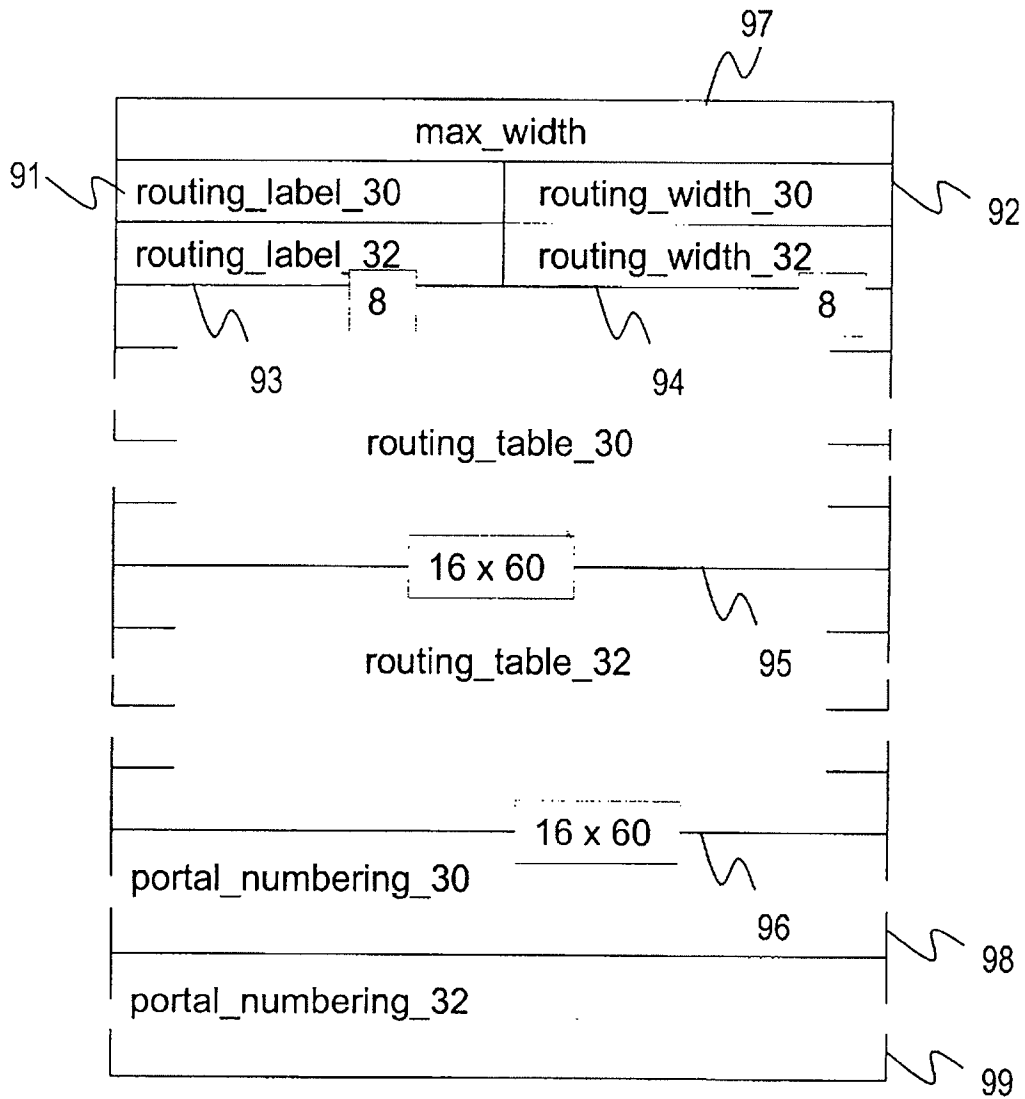 97
max_width
91 routing_label_30 routing_width_30 92
routing_label_32 routing_width_32
8 8
93 94
routing_table_30
16 x 60
routing_table_32 95
16 x 60
portal_numbering_30
96 98
portal_numbering_32
99